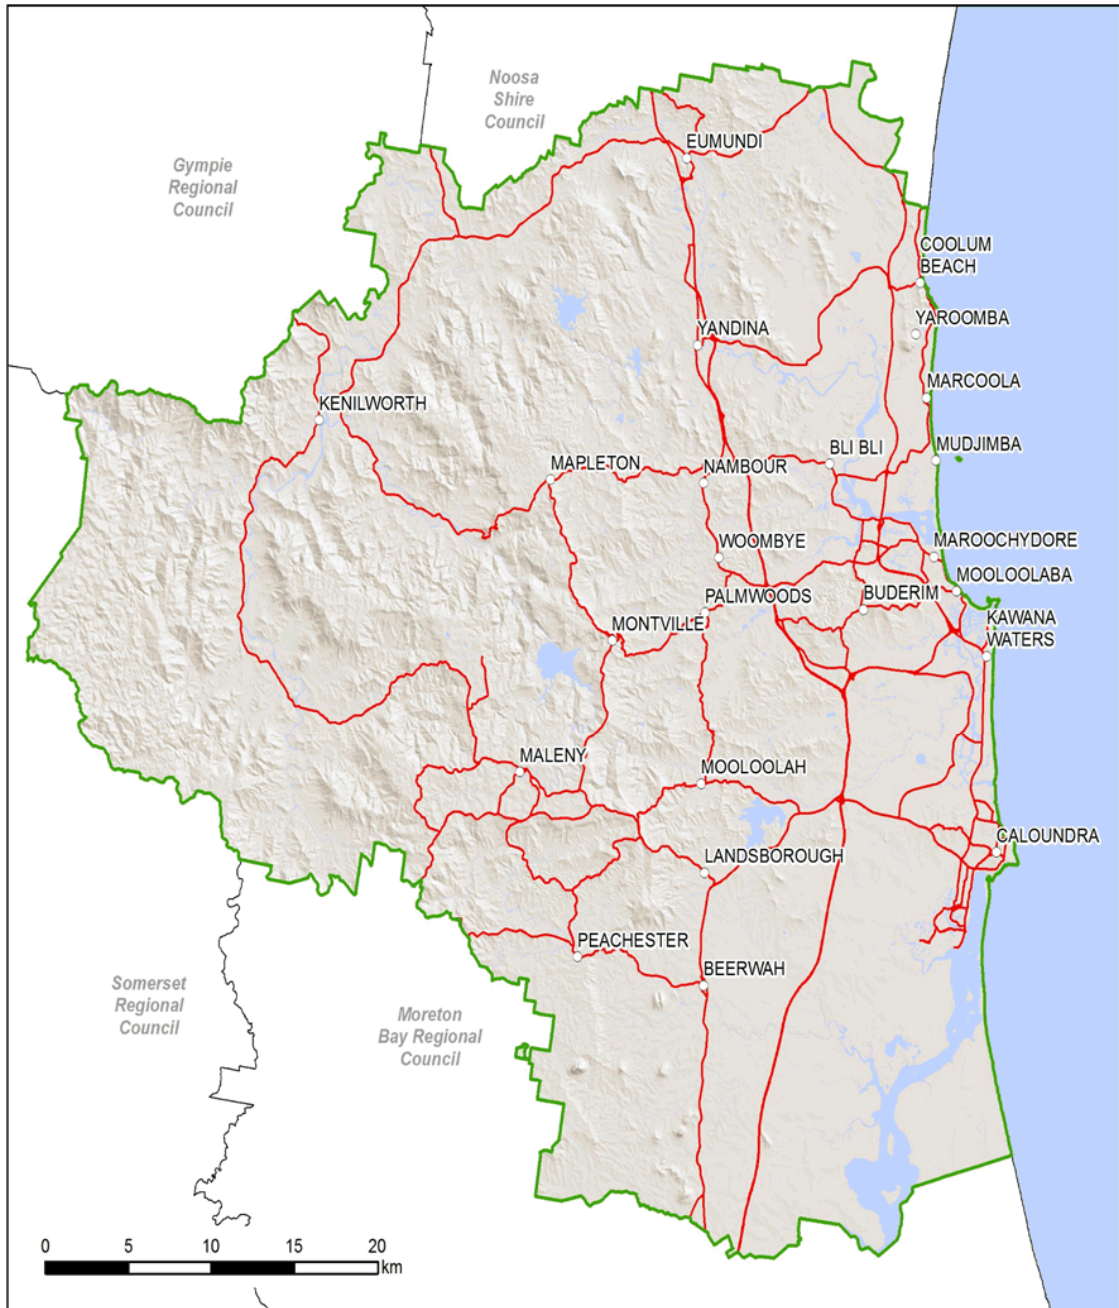 Noosa
Shire
Council
EUMUNDI
Gympie
Regional
Council
COOLUM
BEACH
YAROOMBA
YANDINA
MARCOOLA
KENILWORTH
BLI BLI
MUDJIMBA
MAPLETON
NAMBOUR
WOOMBYE
MAROOCHYDORE
MOOLOOLABA
BUDERIM
PALMWOODS
KAWANA
WATERS
MONTVILLE
MALENY
MOOLOOLAH
CALOUNDRA
LANDSBOROUGH
PEACHESTER
BEERWAH
Somerset
Regional
Council
Moreton
Bay Regional
Council
0 5 10 15 20
km